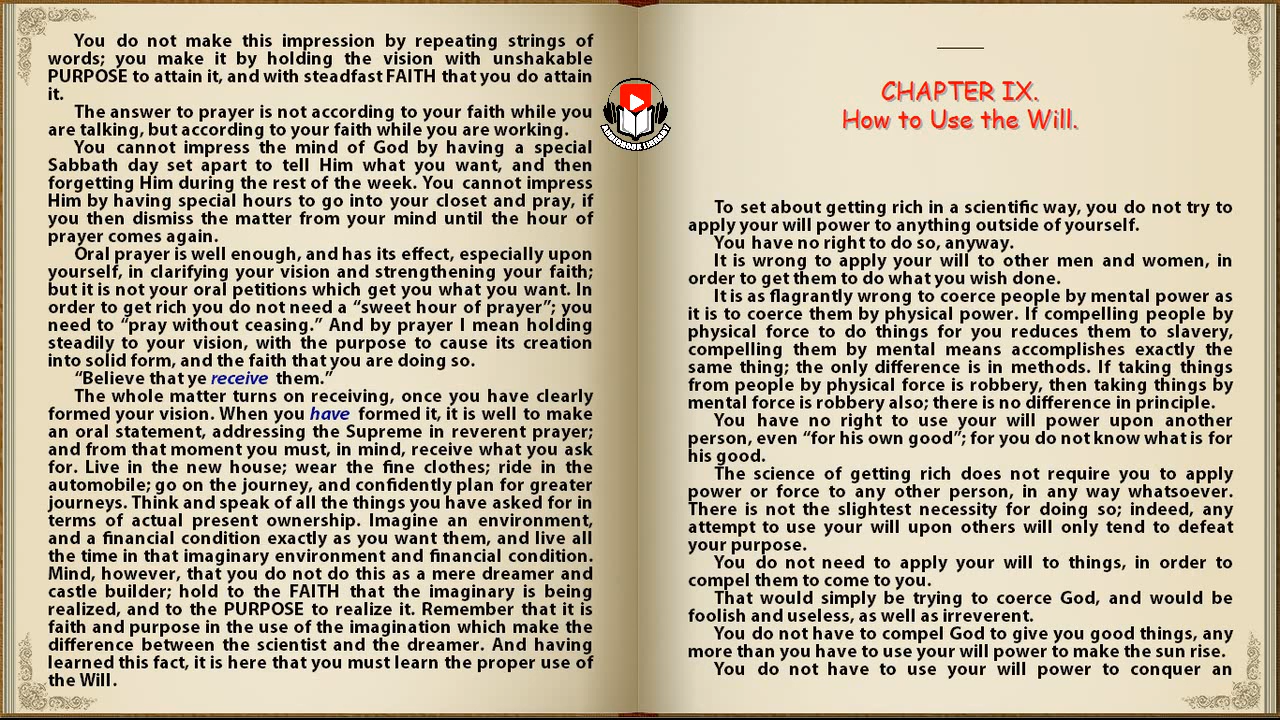 You do not make this impression by repeating strings of
words; you make it by holding the vision with unshakable
PURPOSE to attain it, and with steadfast FAITH that you do attain
it.
The answer to prayer is not according to your faith while you
are talking, but according to your faith while you are working.
You cannot impress the mind of God by having a special
Sabbath day set apart to tell Him what you want, and then
forgetting Him during the rest of the week. You cannot impress
Him by having special hours to go into your closet and pray, if
you then dismiss the matter from your mind until the hour of
prayer comes again.
Oral prayer is well enough, and has its effect, especially upon
yourself, in clarifying your vision and strengthening your faith;
but it is not your oral petitions which get you what you want. In
order to get rich you do not need a “sweet hour of prayer”; you
need to “pray without ceasing.” And by prayer I mean holding
steadily to your vision, with the purpose to cause its creation
into solid form, and the faith that you are doing so.
“Believe that ye receive them.”
The whole matter turns on receiving, once you have clearly
formed your vision. When you have formed it, it is well to make
an oral statement, addressing the Supreme in reverent prayer;
and from that moment you must, in mind, receive what you ask
for. Live in the new house; wear the fine clothes; ride in the
automobile; go on the journey, and confidently plan for greater
journeys. Think and speak of all the things you have asked for in
terms of actual present ownership. Imagine an environment,
and a financial condition exactly as you want them, and live all
the time in that imaginary environment and financial condition.
Mind, however, that you do not do this as a mere dreamer and
castle builder; hold to the FAITH that the imaginary is being
realized, and to the PURPOSE to realize it. Remember that it is
faith and purpose in the use of the imagination which make the
difference between the scientist and the dreamer. And having
learned this fact, it is here that you must learn the proper use of
the Will.
AUDIOBOOK LIBRARY
CHAPTER IX.
How to Use the Will.
To set about getting rich in a scientific way, you do not try to
apply your will power to anything outside of yourself.
You have no right to do so, anyway.
It is wrong to apply your will to other men and women, in
order to get them to do what you wish done.
It is as flagrantly wrong to coerce people by mental power as
it is to coerce them by physical power. If compelling people by
physical force to do things for you reduces them to slavery,
compelling them by mental means accomplishes exactly the
same thing; the only difference is in methods. If taking things
from people by physical force is robbery, then taking things by
mental force is robbery also; there is no difference in principle.
You have no right to use your will power upon another
person, even “for his own good”; for you do not know what is for
his good.
The science of getting rich does not require you to apply
power or force to any other person, in any way whatsoever.
There is not the slightest necessity for doing so; indeed, any
attempt to use your will upon others will only tend to defeat
your purpose.
You do not need to apply your will to things, in order to
compel them to come to you.
That would simply be trying to coerce God, and would be
foolish and useless, as well as irreverent.
You do not have to compel God to give you good things, any
more than you have to use your will power to make the sun rise.
You do not have to use your will power to conquer an